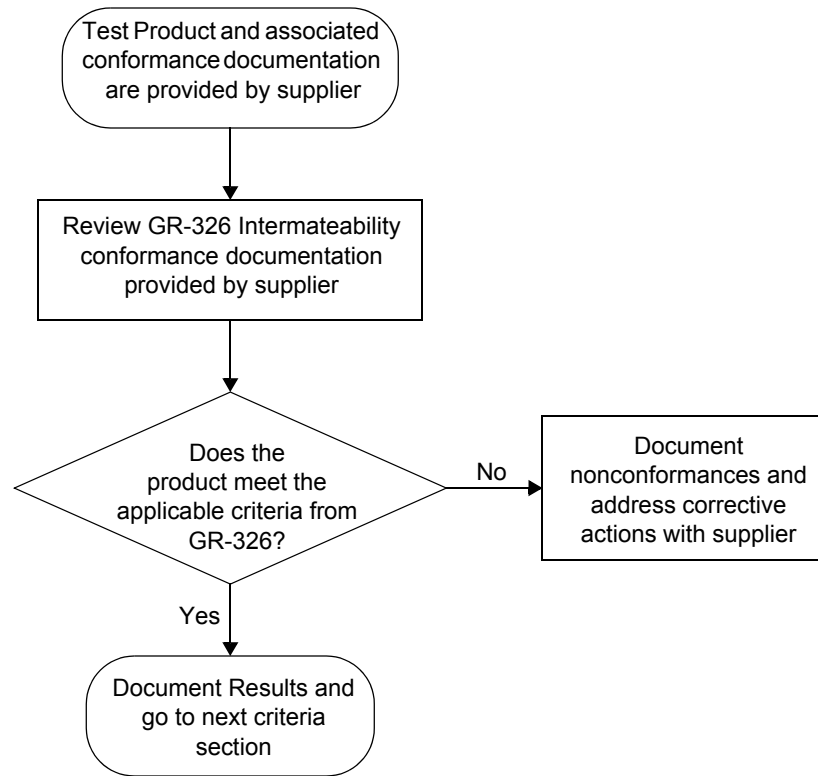 Test Product and associated
conformance documentation
are provided by supplier
Review GR-326 Intermateability
conformance documentation
provided by supplier
Does the
product meet the
applicable criteria from
GR-326?
No
Document
nonconformances and
address corrective
actions with supplier
Yes
Document Results and
go to next criteria
section